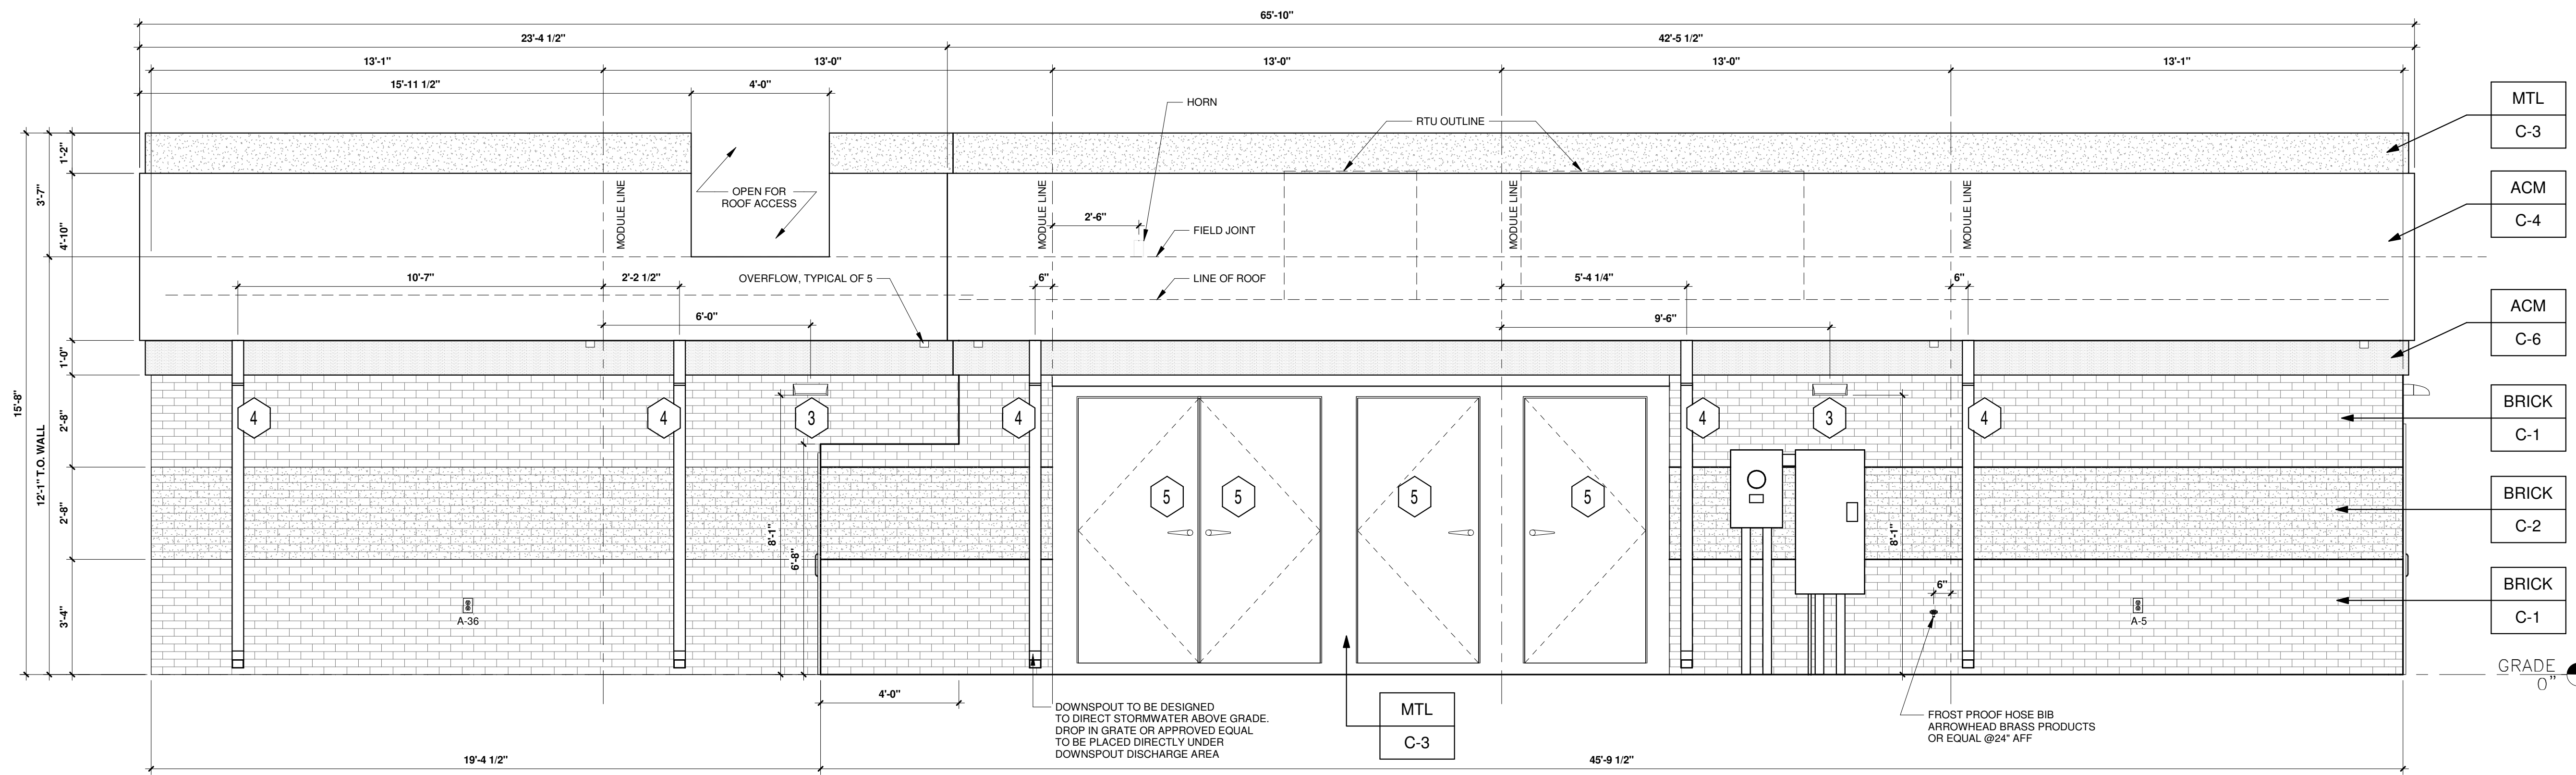 65'-10"
23'-4 1/2"
42'-5 1/2"
13'-1"
13'-0"
13'-0"
13'-0"
13'-1"
15'-11 1/2"
4'-0"
HORN
RTU OUTLINE
MTL
C-3
1'-2"
3'-7"
4'-10"
OPEN FOR
ROOF ACCESS
MODULE LINE
MODULE LINE
MODULE LINE
MODULE LINE
2'-6"
FIELD JOINT
ACM
C-4
10'-7"
2'-2 1/2"
OVERFLOW, TYPICAL OF 5
6"
LINE OF ROOF
5'-4 1/4"
6"
6'-0"
9'-6"
ACM
C-6
1'-0"
15'-8"
12'-1" T.O. WALL
2'-8"
4
4
3
4
4
3
4
BRICK
C-1
2'-8"
5
5
5
5
BRICK
C-2
8'-1"
6'-8"
8'-1"
3'-4"
A-36
6"
A-5
BRICK
C-1
GRADE
0"
4'-0"
DOWNSPOUT TO BE DESIGNED
TO DIRECT STORMWATER ABOVE GRADE.
DROP IN GRATE OR APPROVED EQUAL
TO BE PLACED DIRECTLY UNDER
DOWNSPOUT DISCHARGE AREA
MTL
C-3
FROST PROOF HOSE BIB
ARROWHEAD BRASS PRODUCTS
OR EQUAL @24" AFF
19'-4 1/2"
45'-9 1/2"